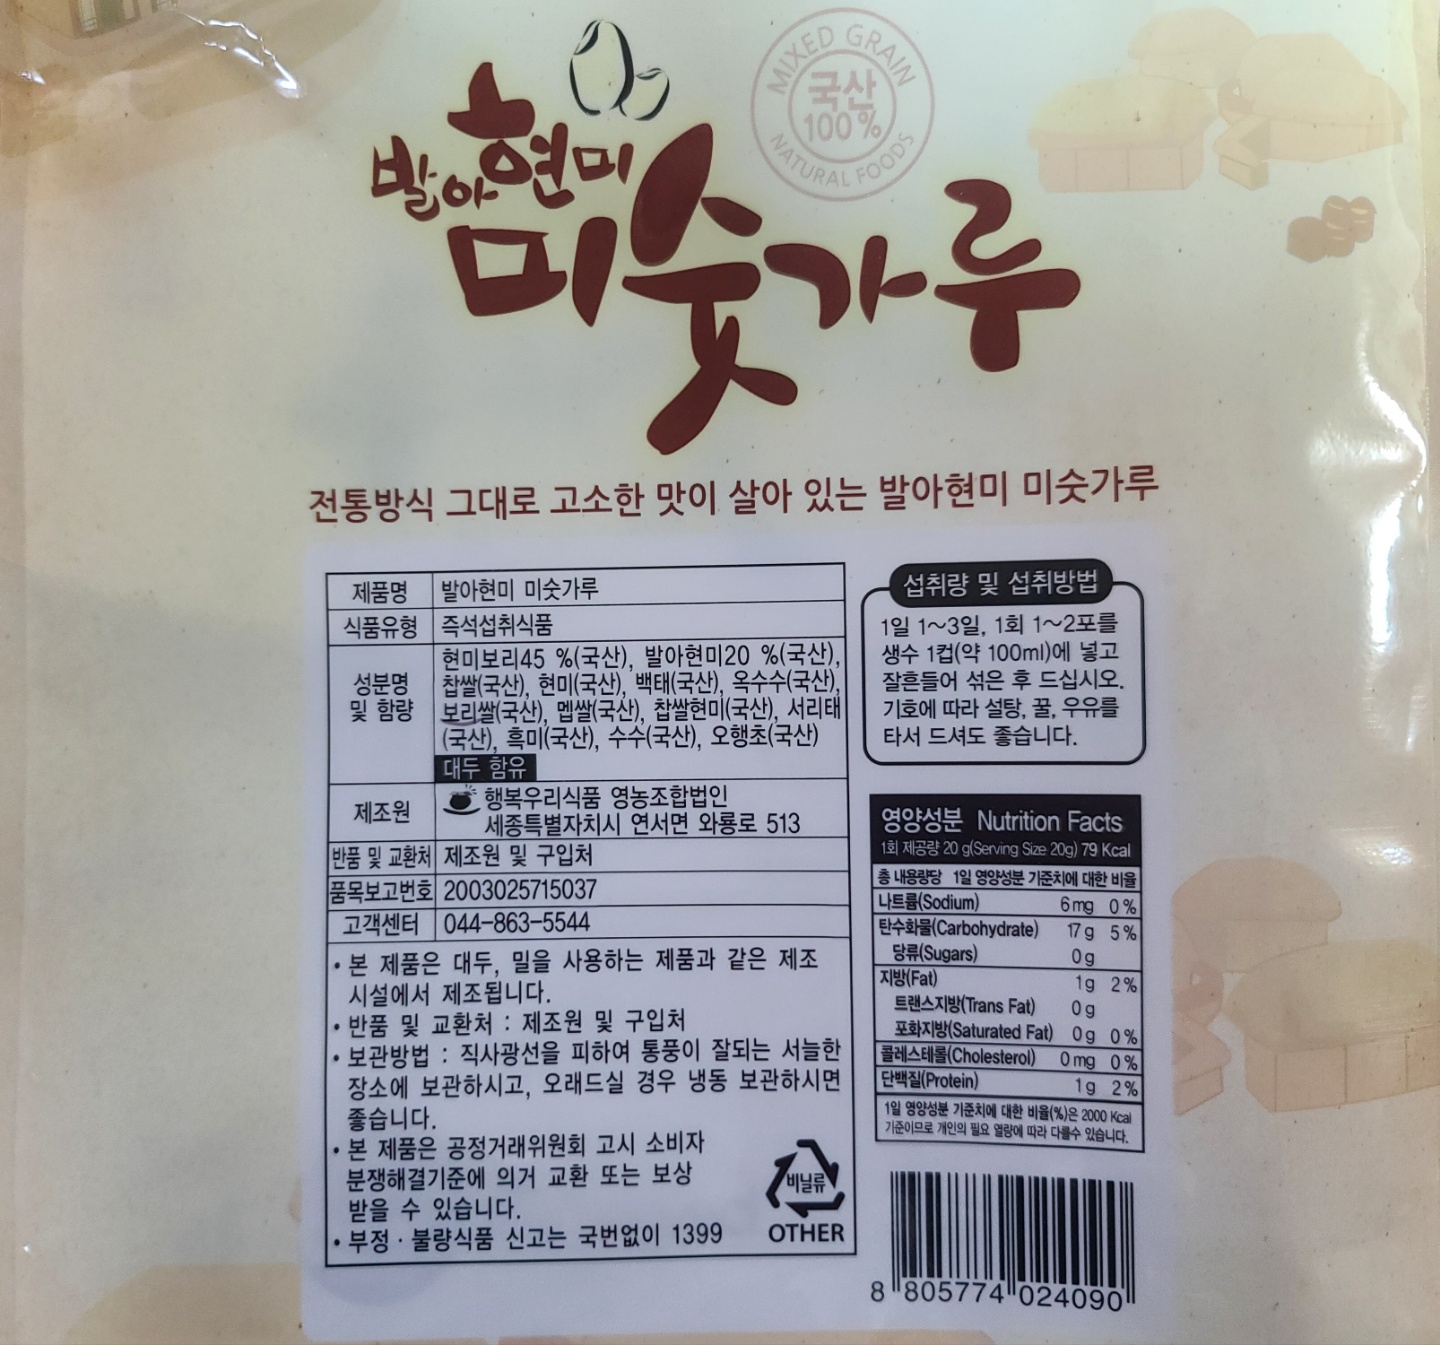 MIXED GRAIN
국산
100%
NATURAL FOODS
발아현미
미숫가루
전통방식 그대로 고소한 맛이 살아 있는 발아현미 미숫가루
제품명 발아현미 미숫가루
식품유형 즉석섭취식품
성분명 및 함량
현미보리45 %(국산), 발아현미20 %(국산),
찹쌀(국산), 현미(국산), 백태(국산), 옥수수(국산),
보리쌀(국산), 멥쌀(국산), 찹쌀현미(국산), 서리태
(국산), 흑미(국산), 수수(국산), 오행초(국산)
대두 함유
제조원 행복우리식품 영농조합법인
세종특별자치시 연서면 와룡로 513
반품 및 교환처 제조원 및 구입처
품목보고번호 2003025715037
고객센터 044-863-5544
• 본 제품은 대두, 밀을 사용하는 제품과 같은 제조
시설에서 제조됩니다.
• 반품 및 교환처 : 제조원 및 구입처
• 보관방법 : 직사광선을 피하여 통풍이 잘되는 서늘한
장소에 보관하시고, 오래드실 경우 냉동 보관하시면
좋습니다.
• 본 제품은 공정거래위원회 고시 소비자
분쟁해결기준에 의거 교환 또는 보상
받을 수 있습니다.
• 부정 · 불량식품 신고는 국번없이 1399
비닐류
OTHER
섭취량 및 섭취방법
1일 1~3일, 1회 1~2포를
생수 1컵(약 100ml)에 넣고
잘흔들어 섞은 후 드십시오.
기호에 따라 설탕, 꿀, 우유를
타서 드셔도 좋습니다.
영양성분 Nutrition Facts
1회 제공량 20 g(Serving Size 20g) 79 Kcal
총 내용량당 1일 영양성분 기준치에 대한 비율
나트륨(Sodium) 6 mg 0 %
탄수화물(Carbohydrate) 17 g 5 %
당류(Sugars) 0 g
지방(Fat) 1 g 2 %
트랜스지방(Trans Fat) 0 g
포화지방(Saturated Fat) 0 g 0 %
콜레스테롤(Cholesterol) 0 mg 0 %
단백질(Protein) 1 g 2 %
1일 영양성분 기준치에 대한 비율(%)은 2000 Kcal
기준이므로 개인의 필요 열량에 따라 다를수 있습니다.
8 805774 024090